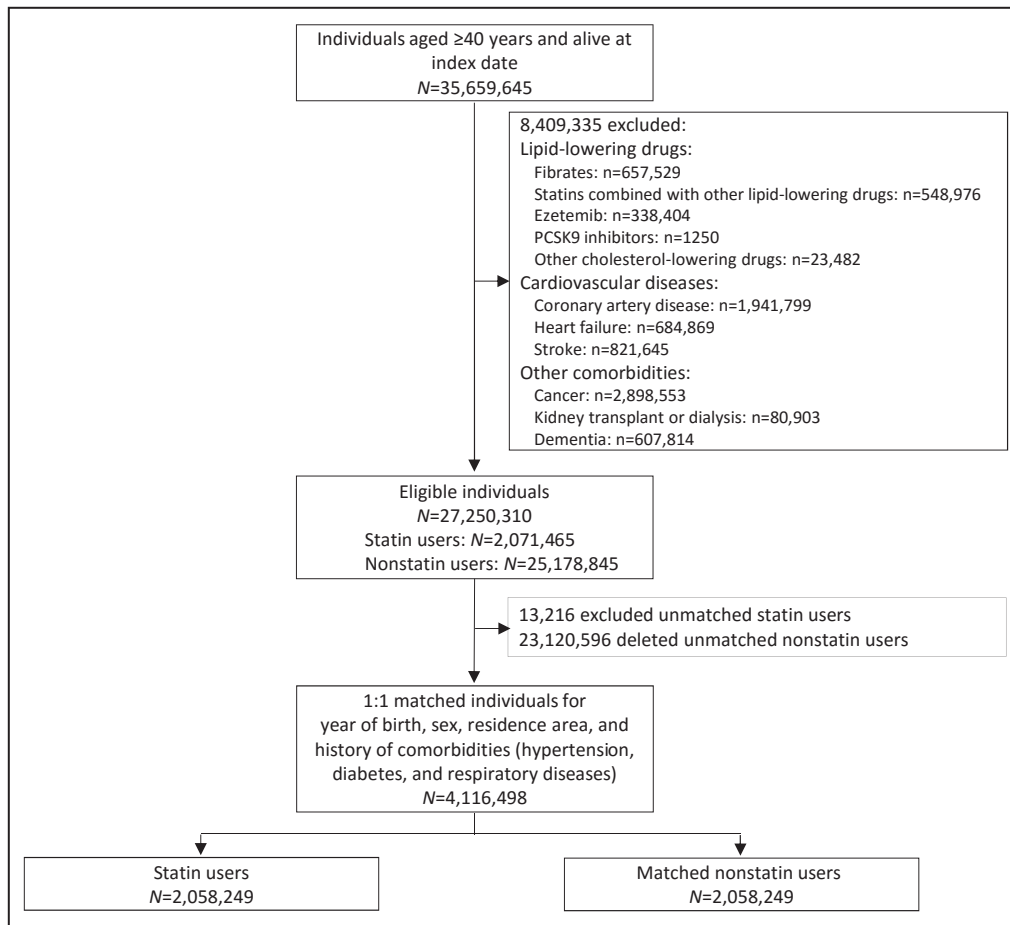 Individuals aged ≥40 years and alive at
index date
N=35,659,645
8,409,335 excluded:
Lipid-lowering drugs:
Fibrates: n=657,529
Statins combined with other lipid-lowering drugs: n=548,976
Ezetemib: n=338,404
PCSK9 inhibitors: n=1250
Other cholesterol-lowering drugs: n=23,482
Cardiovascular diseases:
Coronary artery disease: n=1,941,799
Heart failure: n=684,869
Stroke: n=821,645
Other comorbidities:
Cancer: n=2,898,553
Kidney transplant or dialysis: n=80,903
Dementia: n=607,814
Eligible individuals
N=27,250,310
Statin users: N=2,071,465
Nonstatin users: N=25,178,845
13,216 excluded unmatched statin users
23,120,596 deleted unmatched nonstatin users
1:1 matched individuals for
year of birth, sex, residence area, and
history of comorbidities (hypertension,
diabetes, and respiratory diseases)
N=4,116,498
Statin users
N=2,058,249
Matched nonstatin users
N=2,058,249